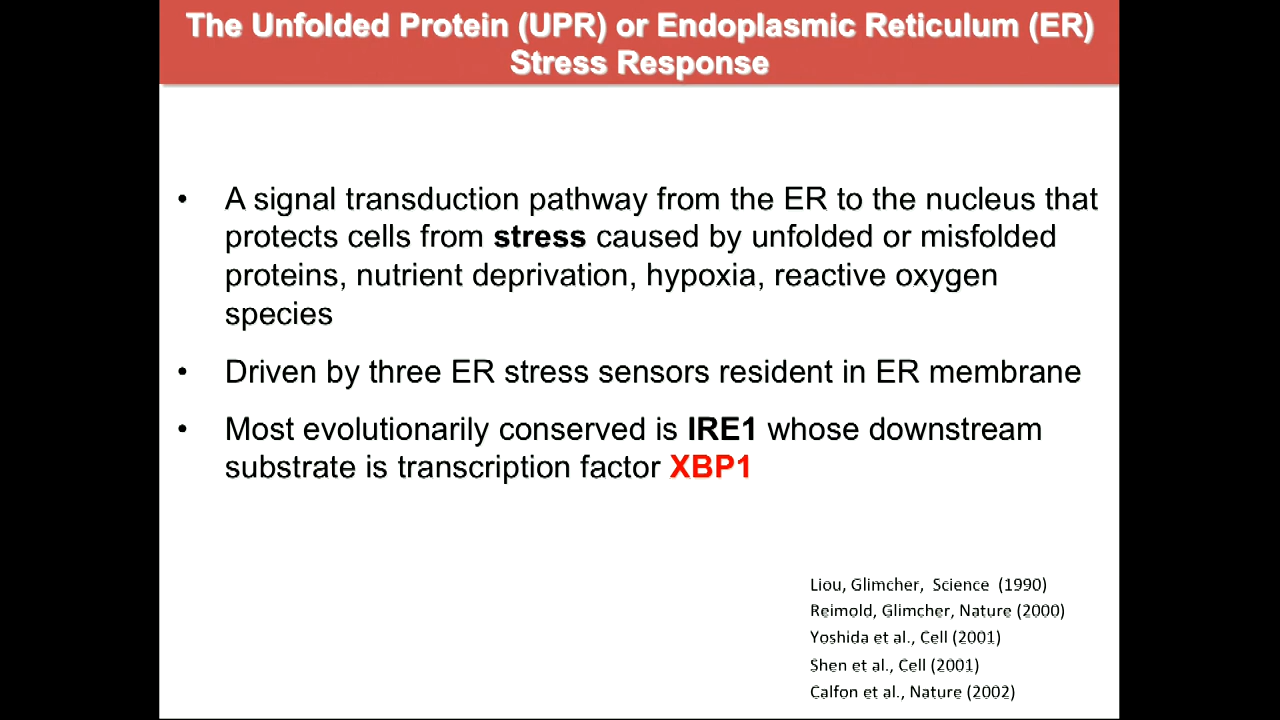 The Unfolded Protein (UPR) or Endoplasmic Reticulum (ER)
Stress Response
• A signal transduction pathway from the ER to the nucleus that
protects cells from stress caused by unfolded or misfolded
proteins, nutrient deprivation, hypoxia, reactive oxygen
species
• Driven by three ER stress sensors resident in ER membrane
• Most evolutionarily conserved is IRE1 whose downstream
substrate is transcription factor XBP1
Liou, Glimcher, Science (1990)
Reimold, Glimcher, Nature (2000)
Yoshida et al., Cell (2001)
Shen et al., Cell (2001)
Calfon et al., Nature (2002)